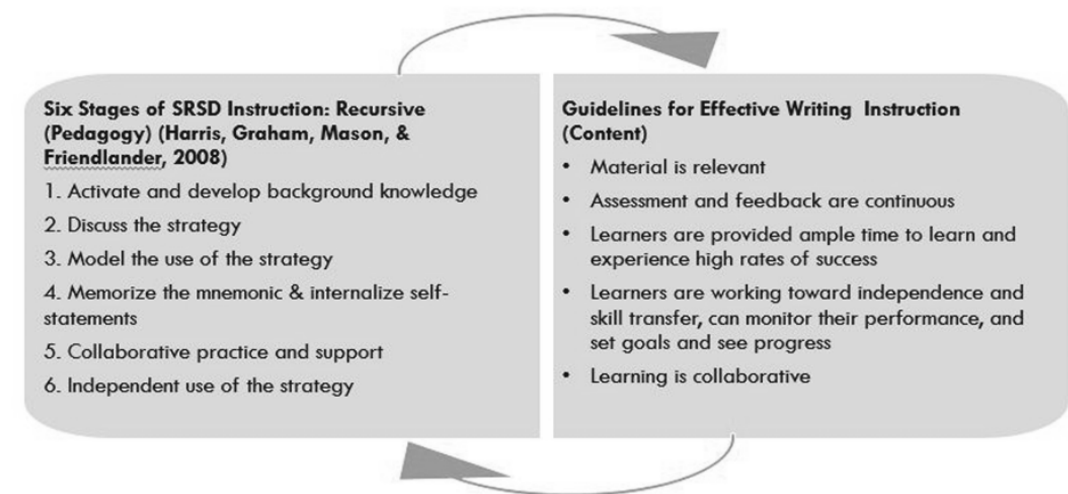 Six Stages of SRSD Instruction: Recursive
(Pedagogy) (Harris, Graham, Mason, &
Friendlander, 2008)
1. Activate and develop background knowledge
2. Discuss the strategy
3. Model the use of the strategy
4. Memorize the mnemonic & internalize self-
statements
5. Collaborative practice and support
6. Independent use of the strategy
Guidelines for Effective Writing Instruction
(Content)
• Material is relevant
• Assessment and feedback are continuous
• Learners are provided ample time to learn and
experience high rates of success
• Learners are working toward independence and
skill transfer, can monitor their performance, and
set goals and see progress
• Learning is collaborative